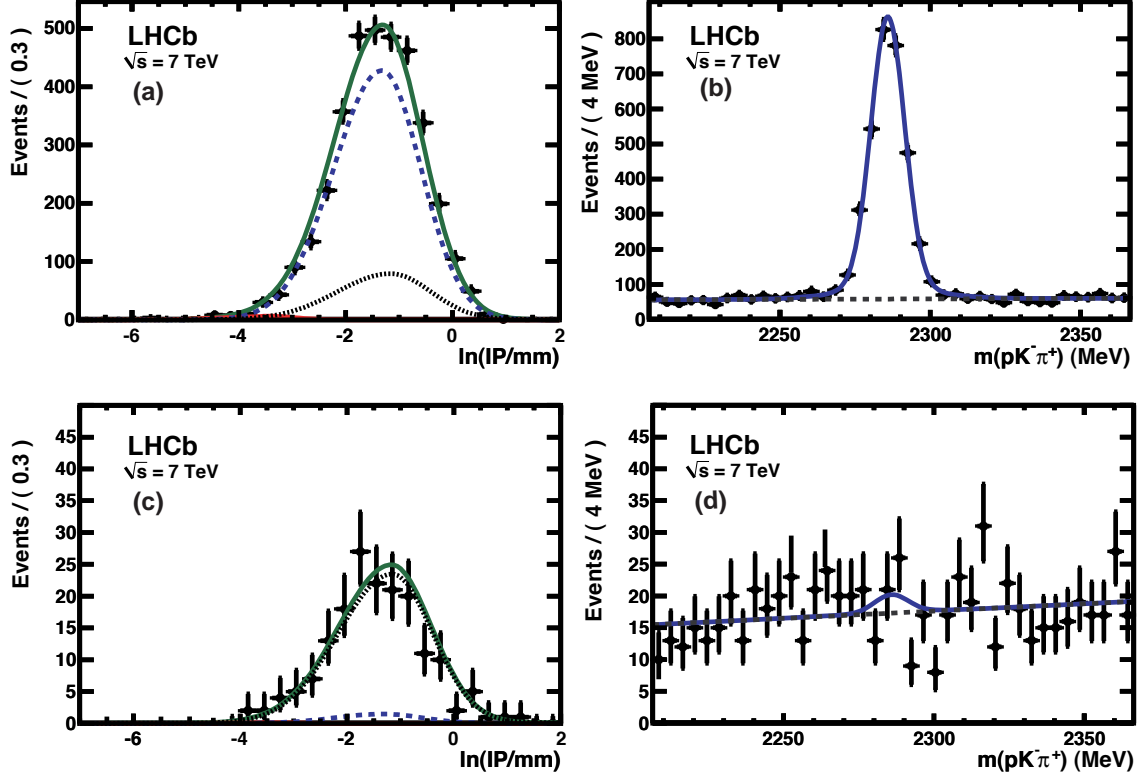 LHCb
√s = 7 TeV
(a)
Events / ( 0.3 )
500
400
300
200
100
0
-6 -4 -2 0 2
ln(IP/mm)
LHCb
√s = 7 TeV
(b)
Events / ( 4 MeV )
800
700
600
500
400
300
200
100
0
2250 2300 2350
m(pK⁻π⁺) (MeV)
LHCb
√s = 7 TeV
(c)
Events / ( 0.3 )
45
40
35
30
25
20
15
10
5
0
-6 -4 -2 0 2
ln(IP/mm)
LHCb
√s = 7 TeV
(d)
Events / ( 4 MeV )
45
40
35
30
25
20
15
10
5
0
2250 2300 2350
m(pK⁻π⁺) (MeV)